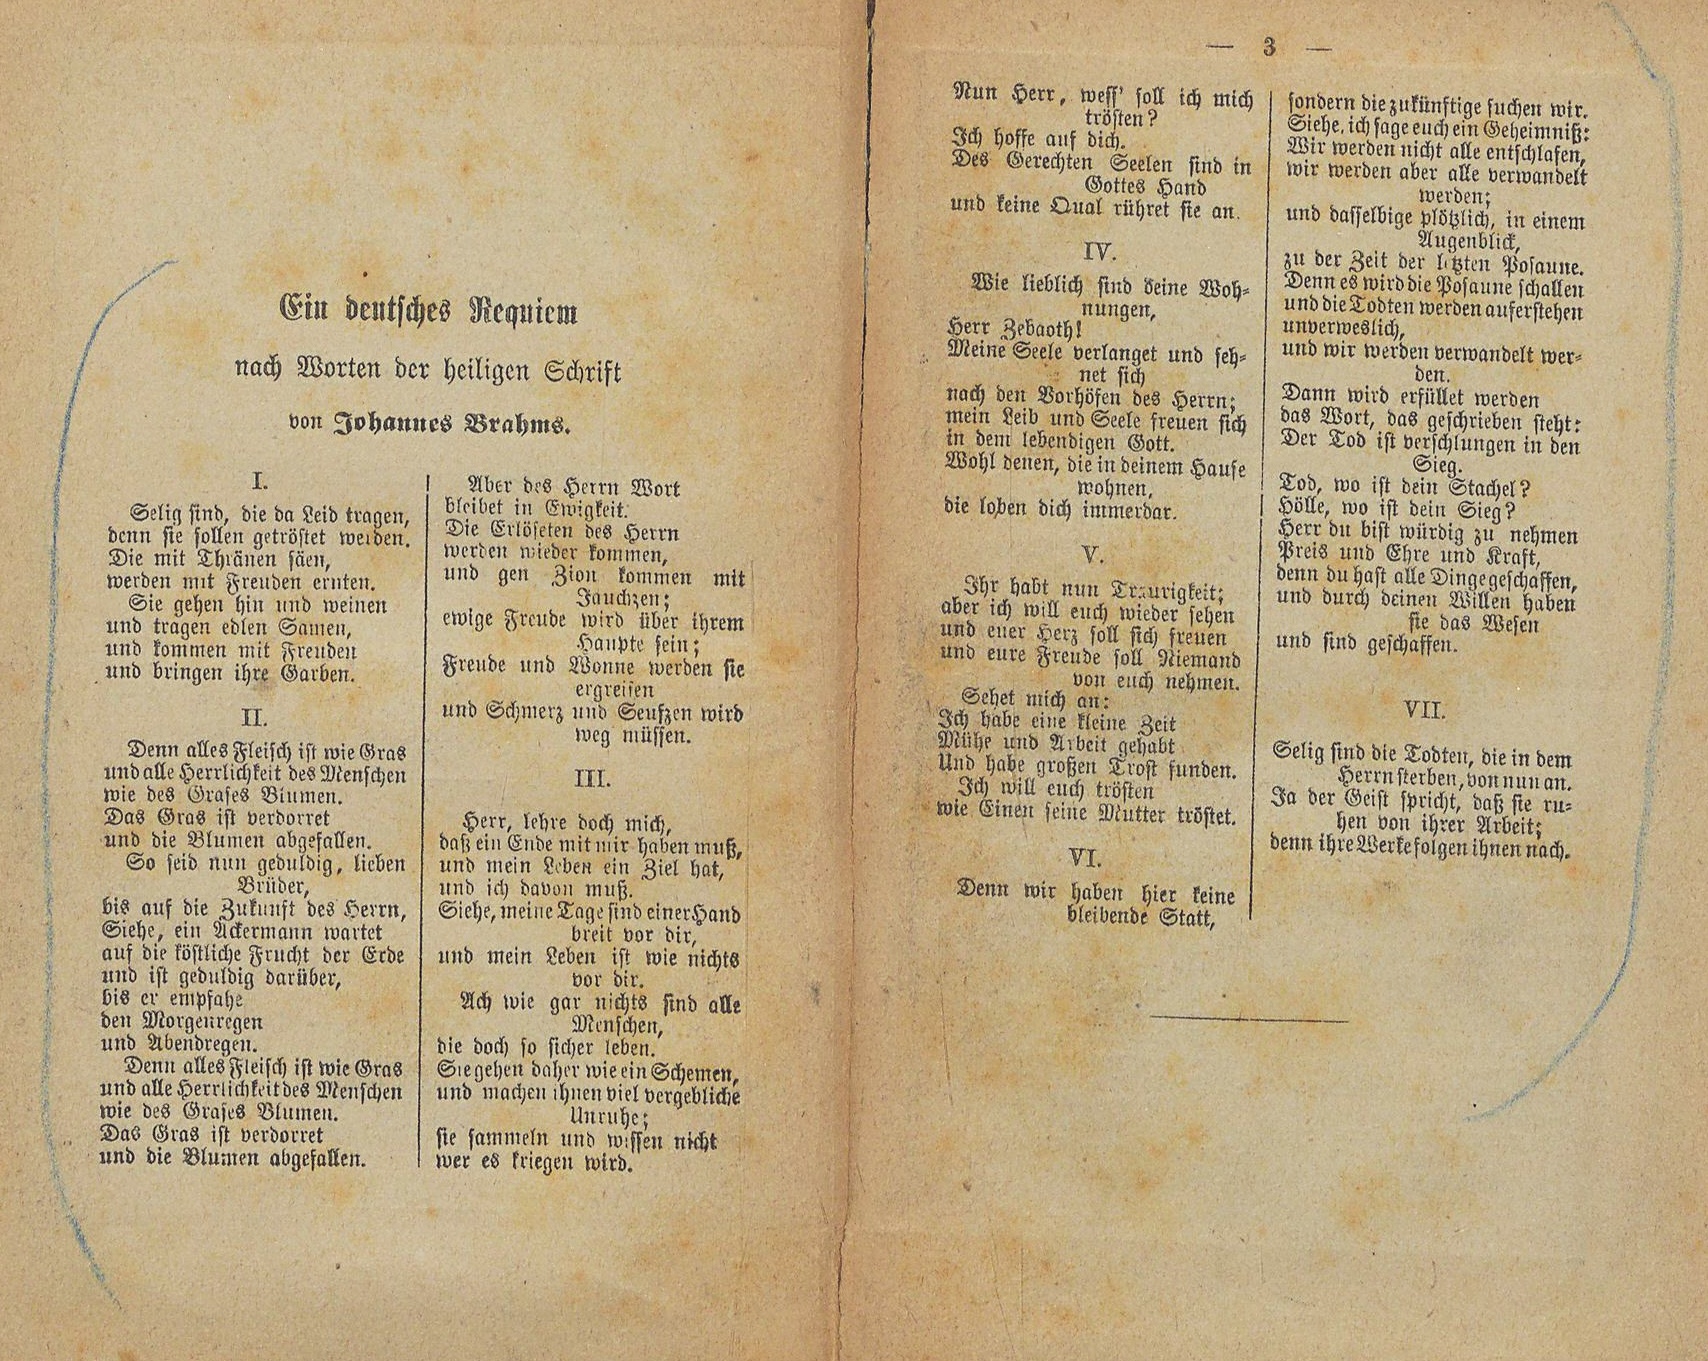 Ein deutsches Requiem
nach Worten der heiligen Schrift
von Johannes Brahms.
I.
Selig sind, die da Leid tragen,
denn sie sollen getröstet werden.
Die mit Thränen säen,
werden mit Freuden ernten.
Sie gehen hin und weinen
und tragen edlen Samen,
und kommen mit Freuden
und bringen ihre Garben.
II.
Denn alles Fleisch ist wie Gras
und alle Herrlichkeit des Menschen
wie des Grases Blumen.
Das Gras ist verdorret
und die Blumen abgefallen.
So seid nun geduldig, lieben
Brüder,
bis auf die Zukunft des Herrn,
Siehe, ein Ackermann wartet
auf die köstliche Frucht der Erde
und ist geduldig darüber,
bis er empfahe
den Morgenregen
und Abendregen.
Denn alles Fleisch ist wie Gras
und alle Herrlichkeit des Menschen
wie des Grases Blumen.
Das Gras ist verdorret
und die Blumen abgefallen.
Aber des Herrn Wort
bleibet in Ewigkeit.
Die Erlöseten des Herrn
werden wieder kommen,
und gen Zion kommen mit
Jauchzen;
ewige Freude wird über ihrem
Haupte sein;
Freude und Wonne werden sie
ergreifen
und Schmerz und Seufzen wird
weg müssen.
III.
Herr, lehre doch mich,
daß ein Ende mit mir haben muß,
und mein Leben ein Ziel hat,
und ich davon muß.
Siehe, meine Tage sind einer Hand
breit vor dir,
und mein Leben ist wie nichts
vor dir.
Ach wie gar nichts sind alle
Menschen,
die doch so sicher leben.
Sie gehen daher wie ein Schemen,
und machen ihnen viel vergebliche
Unruhe;
sie sammeln und wissen nicht
wer es kriegen wird.
— 3 —
Nun Herr, wess' soll ich mich
trösten?
Ich hoffe auf dich.
Des Gerechten Seelen sind in
Gottes Hand
und keine Qual rühret sie an.
IV.
Wie lieblich sind deine Woh-
nungen,
Herr Zebaoth!
Meine Seele verlanget und seh-
net sich
nach den Vorhöfen des Herrn;
mein Leib und Seele freuen sich
in dem lebendigen Gott.
Wohl denen, die in deinem Hause
wohnen,
die loben dich immerdar.
V.
Ihr habt nun Traurigkeit;
aber ich will euch wieder sehen
und euer Herz soll sich freuen
und eure Freude soll Niemand
von euch nehmen.
Sehet mich an:
Ich habe eine kleine Zeit
Mühe und Arbeit gehabt
Und habe großen Trost funden.
Ich will euch trösten
wie Einen seine Mutter tröstet.
VI.
Denn wir haben hier keine
bleibende Statt,
sondern die zukünftige suchen wir.
Siehe, ich sage euch ein Geheimniß:
Wir werden nicht alle entschlafen,
wir werden aber alle verwandelt
werden;
und dasselbige plötzlich, in einem
Augenblick,
zu der Zeit der letzten Posaune.
Denn es wird die Posaune schallen
und die Todten werden auferstehen
unverweslich,
und wir werden verwandelt wer-
den.
Dann wird erfüllet werden
das Wort, das geschrieben steht:
Der Tod ist verschlungen in den
Sieg.
Tod, wo ist dein Stachel?
Hölle, wo ist dein Sieg?
Herr du bist würdig zu nehmen
Preis und Ehre und Kraft,
denn du hast alle Dinge geschaffen,
und durch deinen Willen haben
sie das Wesen
und sind geschaffen.
VII.
Selig sind die Todten, die in dem
Herrn sterben, von nun an.
Ja der Geist spricht, daß sie ru-
hen von ihrer Arbeit;
denn ihre Werke folgen ihnen nach.